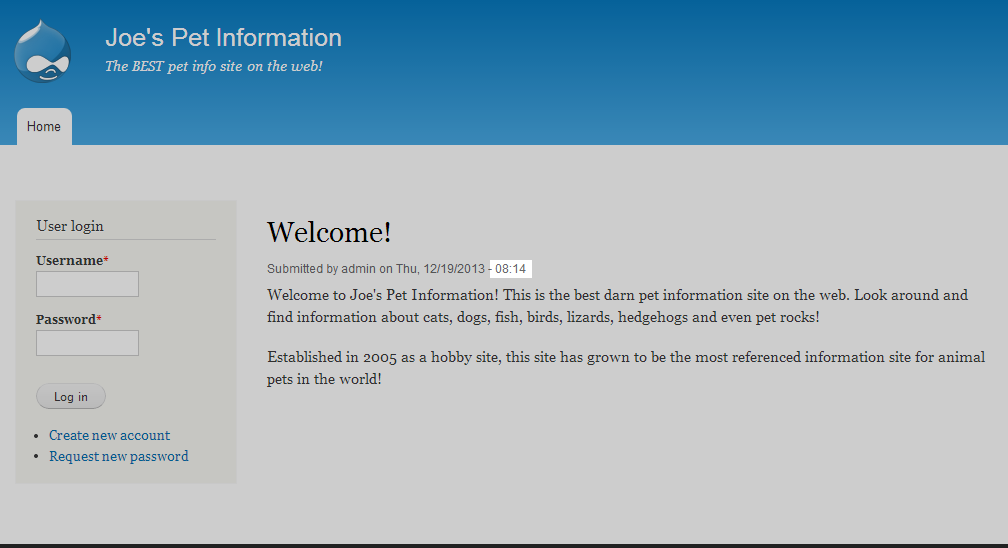 Joe's Pet Information
The BEST pet info site on the web!
Home
User login
Username*
Password*
Log in
Create new account
Request new password
Welcome!
Submitted by admin on Thu, 12/19/2013 - 08:14
Welcome to Joe's Pet Information! This is the best darn pet information site on the web. Look around and
find information about cats, dogs, fish, birds, lizards, hedgehogs and even pet rocks!
Established in 2005 as a hobby site, this site has grown to be the most referenced information site for animal
pets in the world!